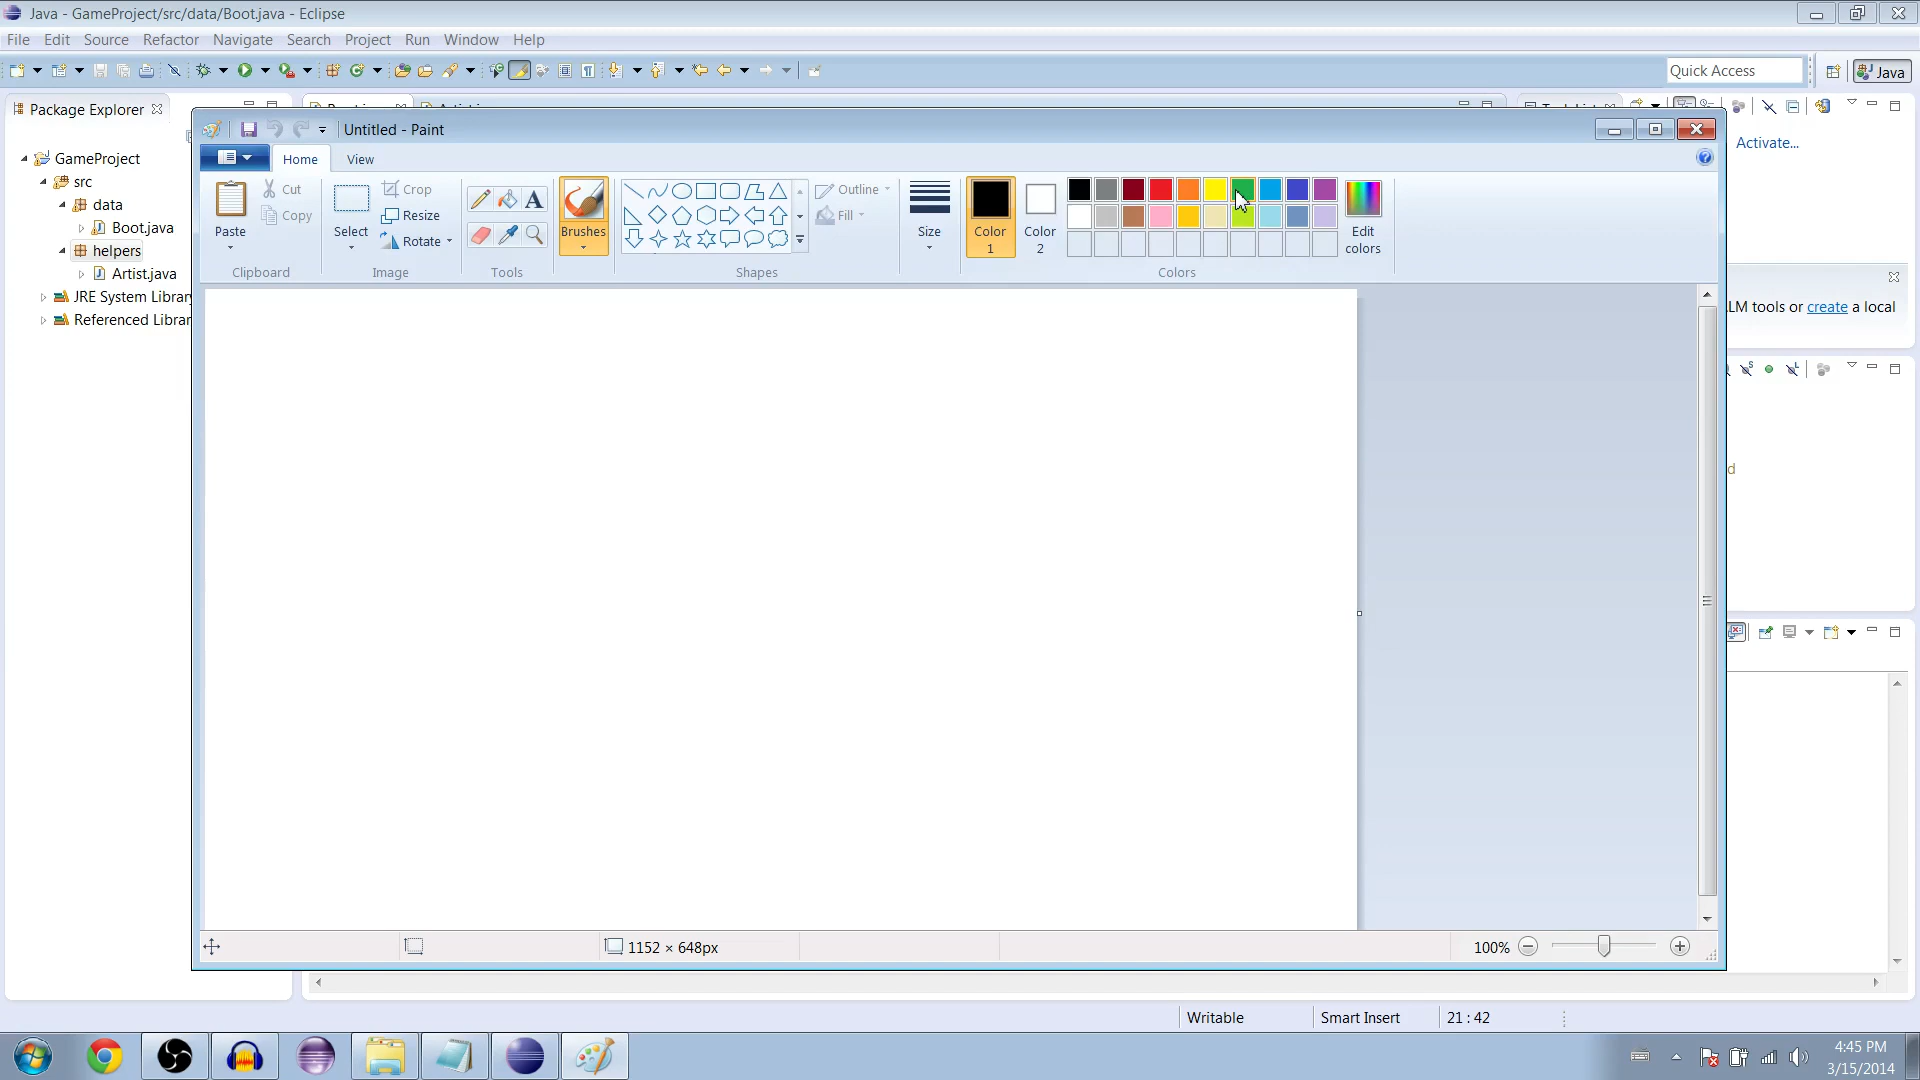 Java - GameProject/src/data/Boot.java - Eclipse
File Edit Source Refactor Navigate Search Project Run Window Help
Quick Access
Java
Package Explorer
GameProject
src
data
Boot.java
helpers
Artist.java
JRE System Librar
Referenced Librar
Untitled - Paint
Home View
Paste
Cut
Copy
Clipboard
Select
Crop
Resize
Rotate
Image
A
Tools
Brushes
Shapes
Outline
Fill
Size
Color
1
Color
2
Edit
colors
Colors
Activate...
LM tools or create a local
d
1152 × 648px
100%
Writable Smart Insert 21 : 42
4:45 PM
3/15/2014